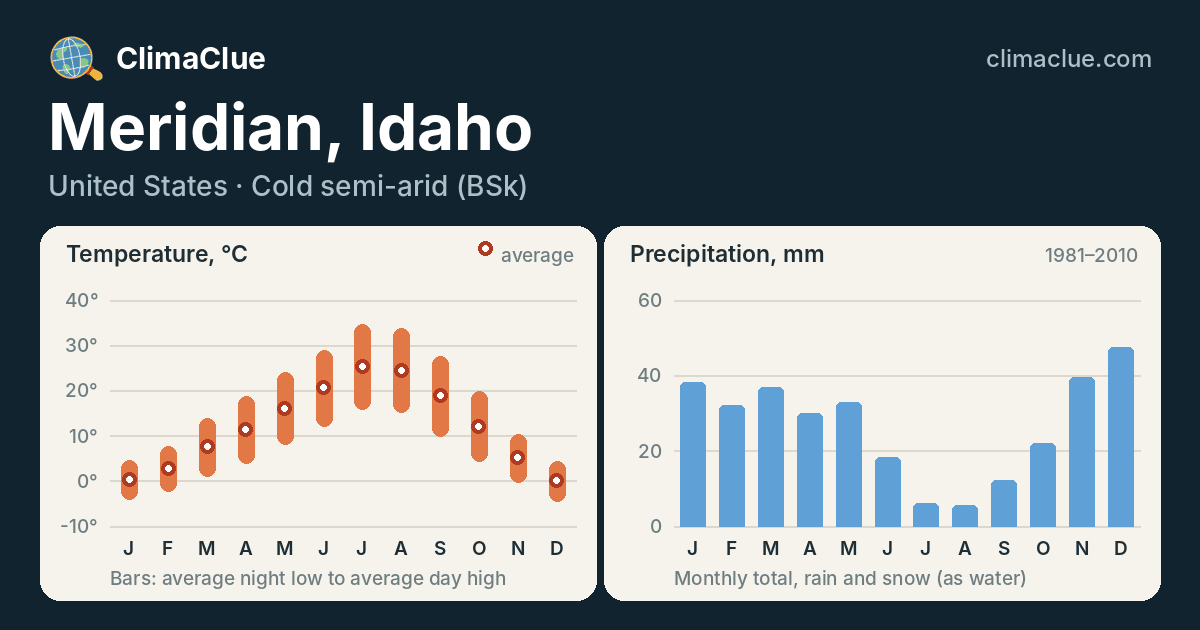 ClimaClue
climaclue.com
Meridian, Idaho
United States · Cold semi-arid (BSk)
Temperature, °C
average
40°
30°
20°
10°
0°
-10°
J F M A M J J A S O N D
Bars: average night low to average day high
Precipitation, mm
1981–2010
60
40
20
0
J F M A M J J A S O N D
Monthly total, rain and snow (as water)